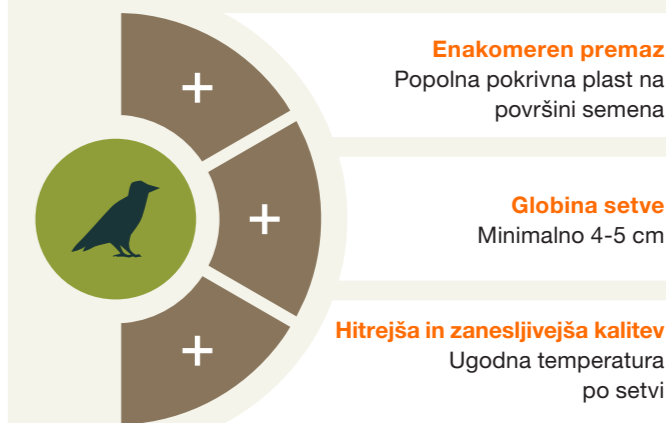 Enakomeren premaz
Popolna pokrivna plast na
površini semena
Globina setve
Minimalno 4-5 cm
Hitrejša in zanesljivejša kalitev
Ugodna temperatura
po setvi
+
+
+